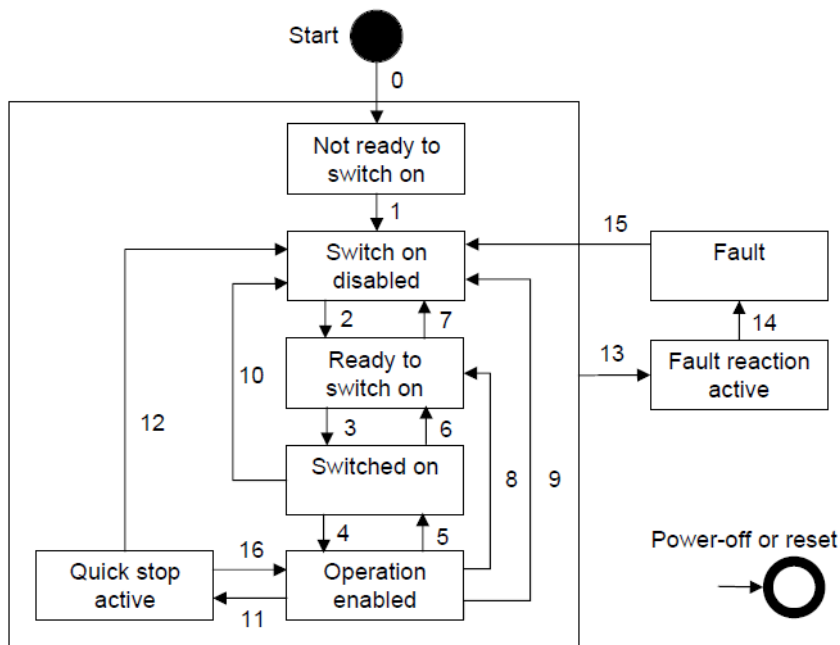 Start
0
Not ready to
switch on
1
15
Switch on
disabled
Fault
2
7
14
10
Ready to
switch on
13
Fault reaction
active
12
3
6
Switched on
8
9
4
5
16
Power-off or reset
Quick stop
active
Operation
enabled
11